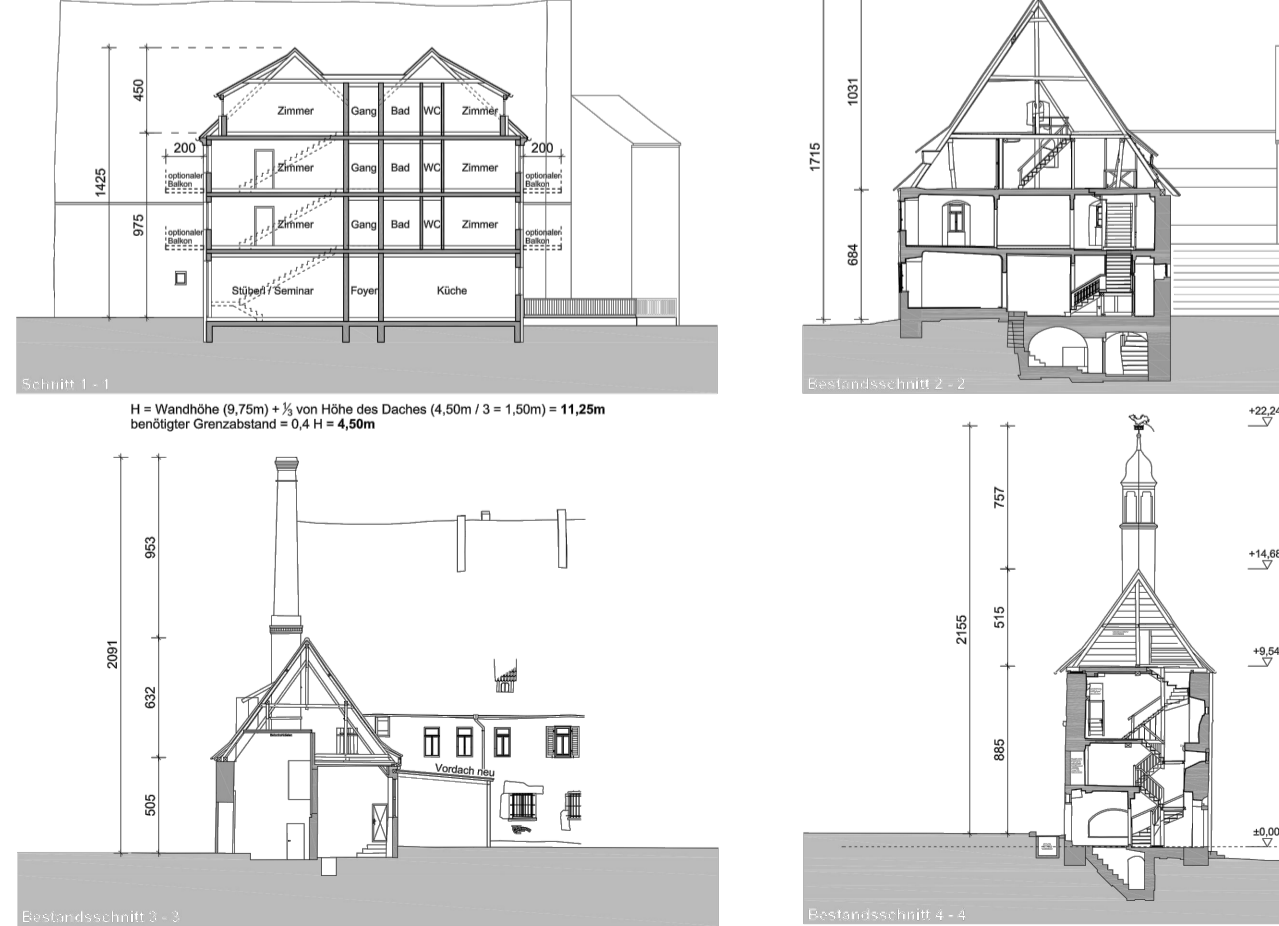 450
1425
975
200
200
Zimmer Gang Bad WC Zimmer
optionaler Balkon
Zimmer Gang Bad WC Zimmer
optionaler Balkon
optionaler Balkon
Zimmer Gang Bad WC Zimmer
optionaler Balkon
Stüberl / Seminar Foyer Küche
Schnitt 1 - 1
H = Wandhöhe (9,75m) + ⅓ von Höhe des Daches (4,50m / 3 = 1,50m) = 11,25m
benötigter Grenzabstand = 0,4 H = 4,50m
1031
1715
684
Bestandsschnitt 2 - 2
953
2091
632
505
Vordach neu
Bestandsschnitt 3 - 3
+22,24
757
+14,68
2155
515
+9,54
885
±0,00
Bestandsschnitt 4 - 4